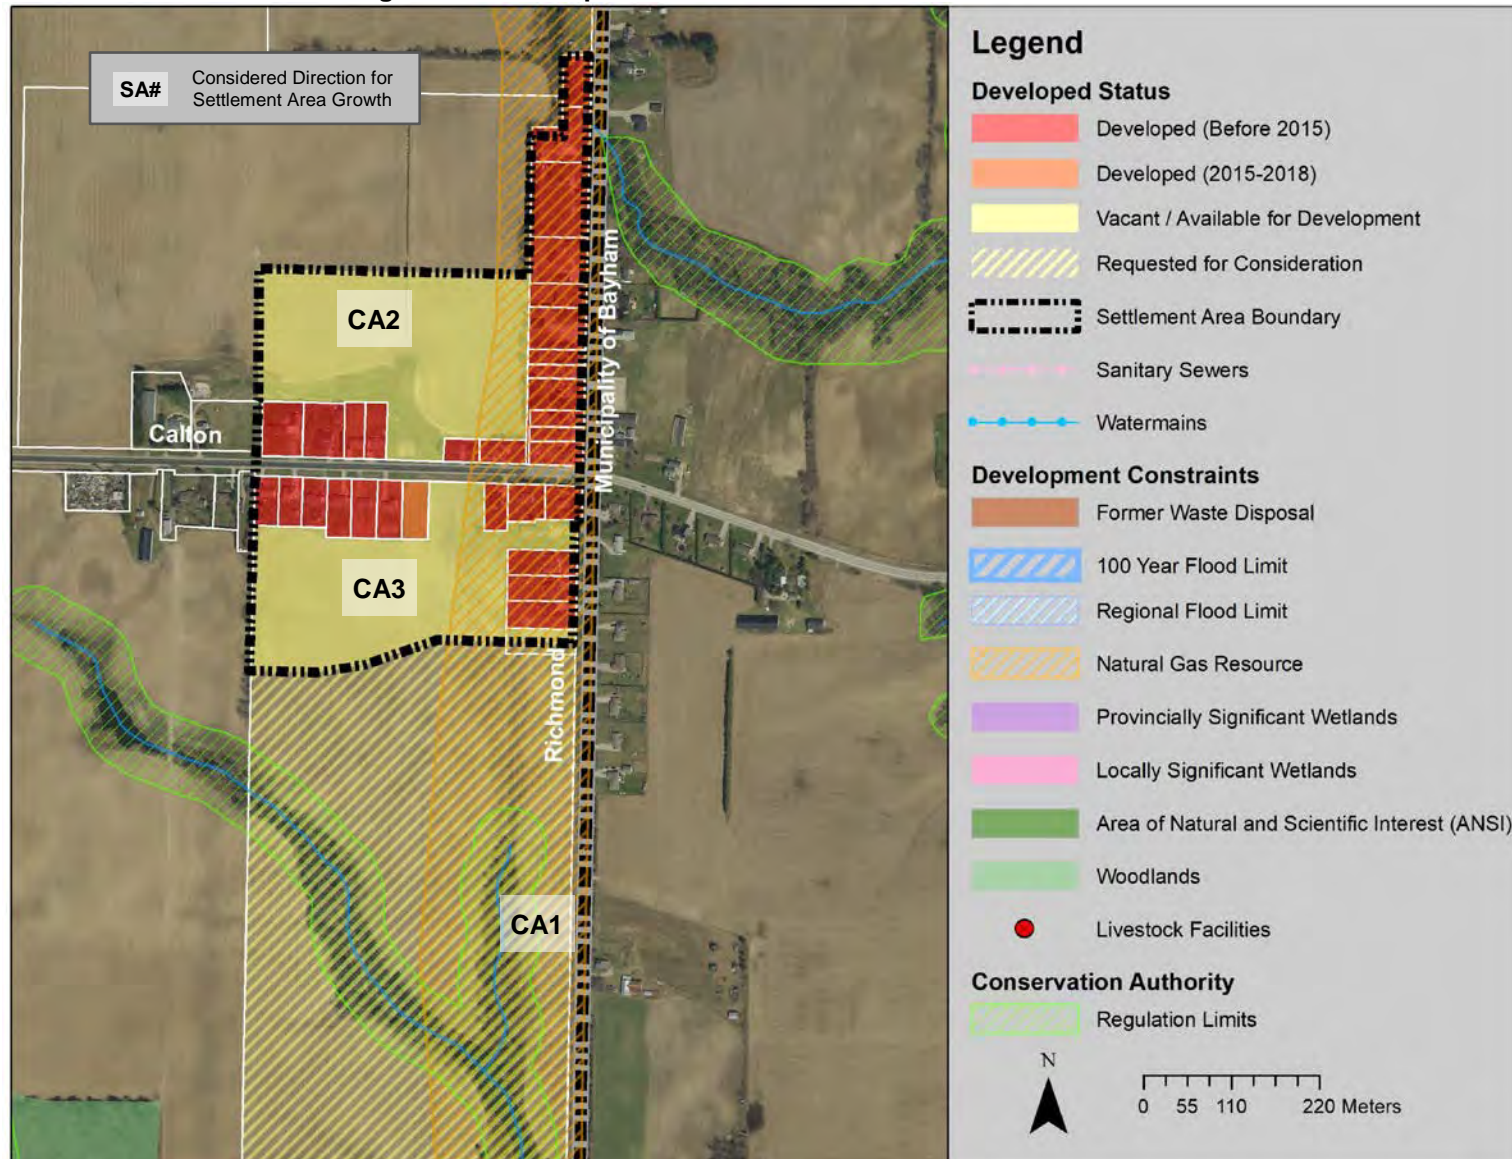 SA#
Considered Direction for
Settlement Area Growth
CA2
Municipality of Bayham
Calton
CA3
Richmond
CA1
Legend
Developed Status
Developed (Before 2015)
Developed (2015-2018)
Vacant / Available for Development
Requested for Consideration
Settlement Area Boundary
Sanitary Sewers
Watermains
Development Constraints
Former Waste Disposal
100 Year Flood Limit
Regional Flood Limit
Natural Gas Resource
Provincially Significant Wetlands
Locally Significant Wetlands
Area of Natural and Scientific Interest (ANSI)
Woodlands
Livestock Facilities
Conservation Authority
Regulation Limits
N
0 55 110 220 Meters